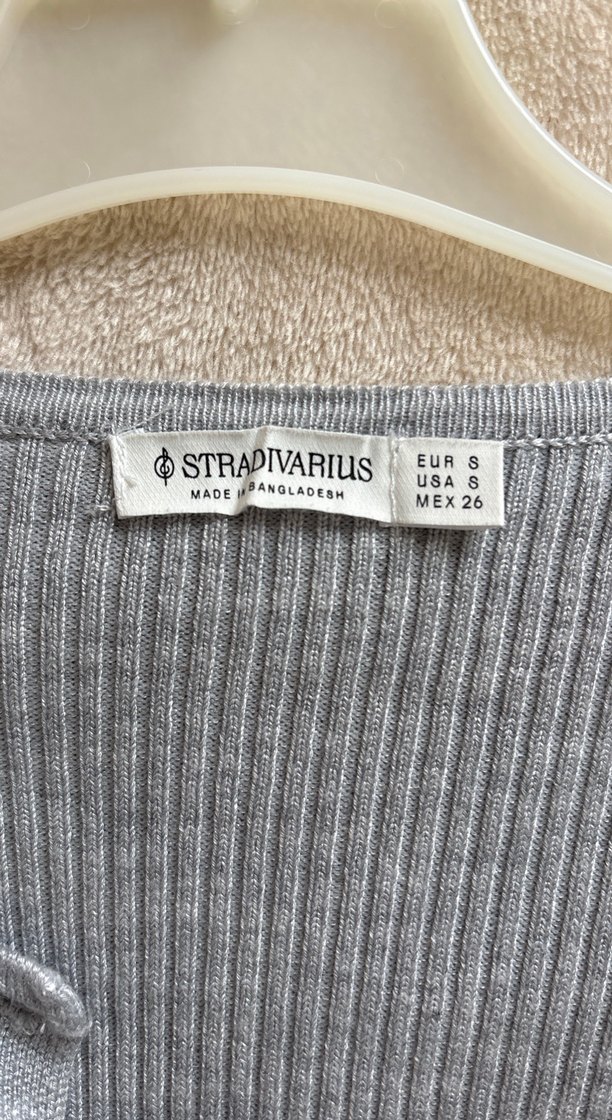 STRADIVARIUS
MADE IN BANGLADESH
EUR S
USA S
MEX 26